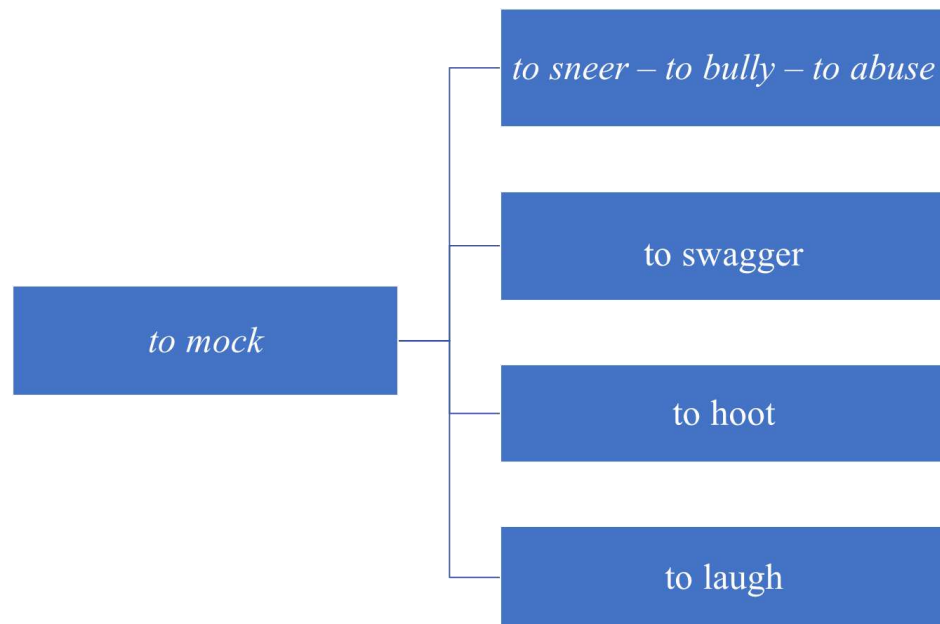 to mock
to sneer – to bully – to abuse
to swagger
to hoot
to laugh